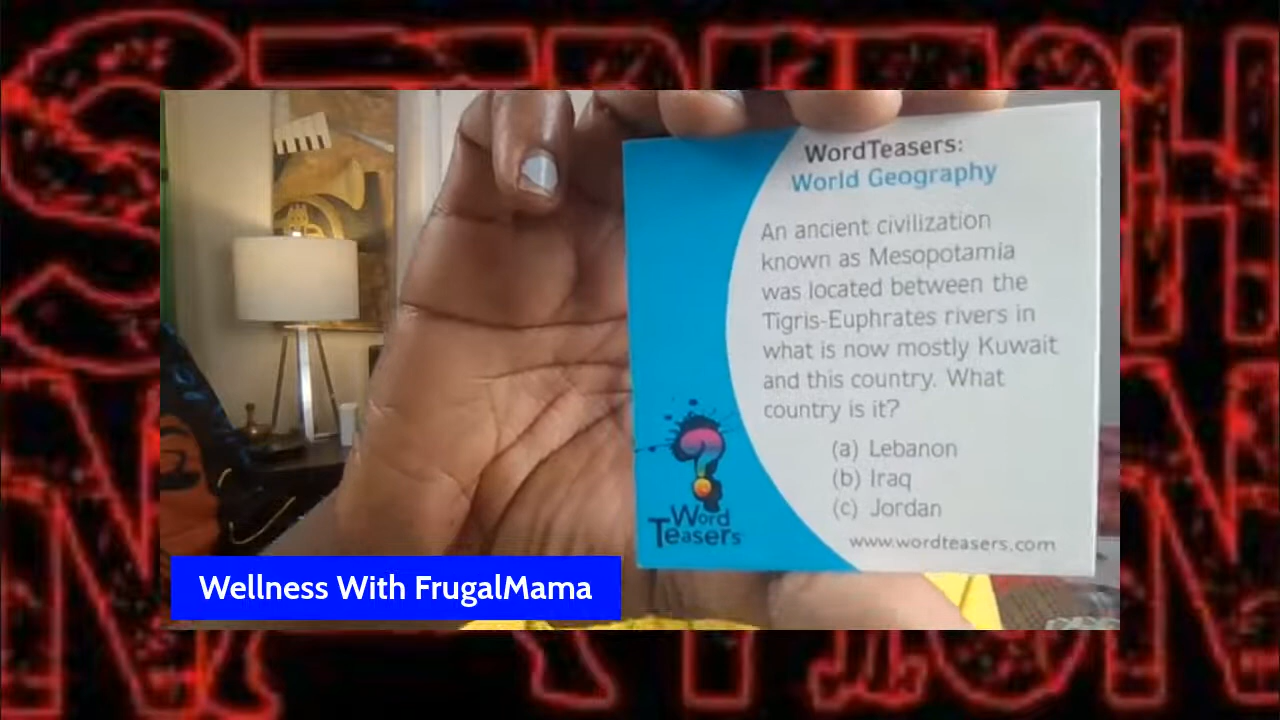 WordTeasers:
World Geography
An ancient civilization
known as Mesopotamia
was located between the
Tigris-Euphrates rivers in
what is now mostly Kuwait
and this country. What
country is it?
(a) Lebanon
(b) Iraq
(c) Jordan
www.wordteasers.com
Word
Teasers
Wellness With FrugalMama